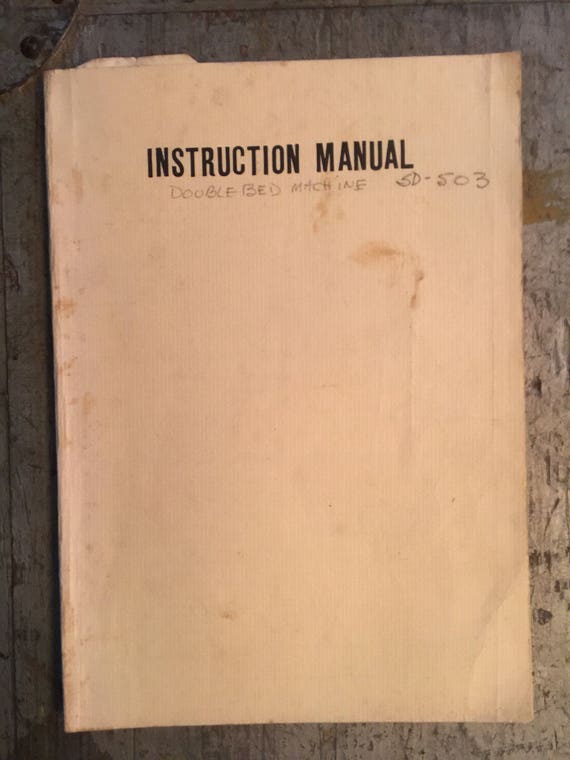 INSTRUCTION MANUAL
DOUBLE BED MACHINE SD-503